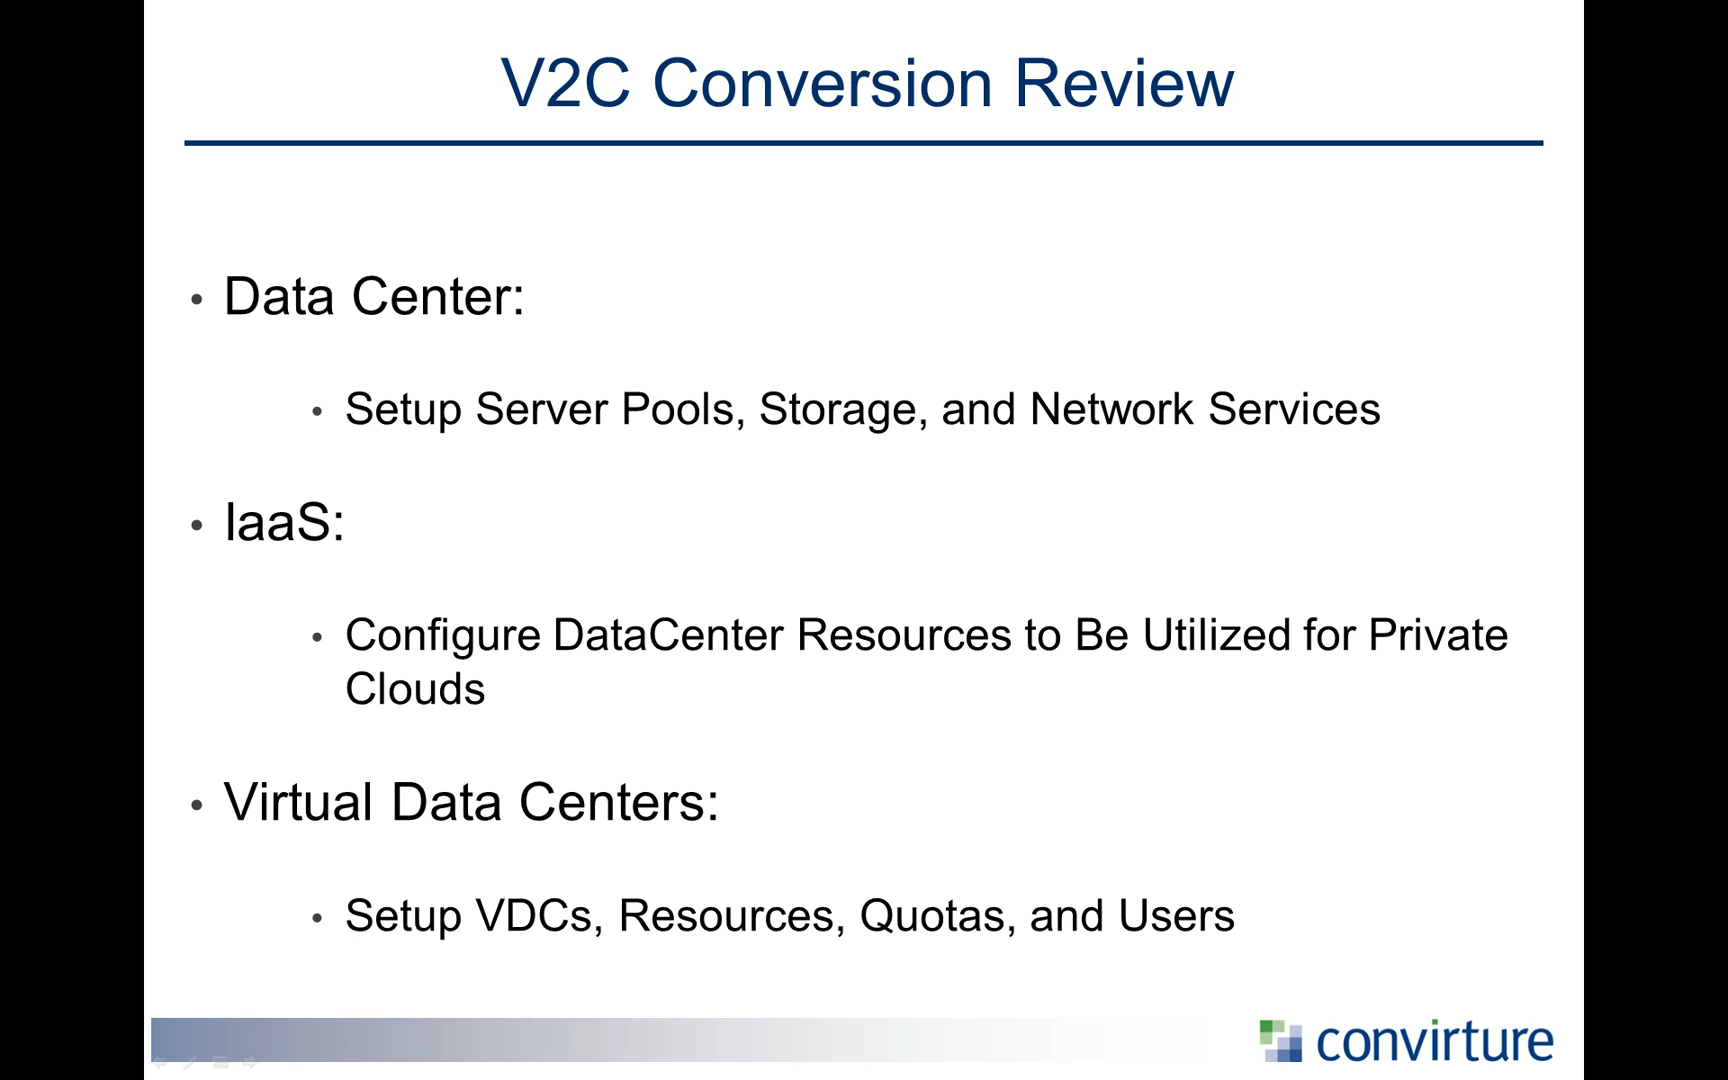 V2C Conversion Review
• Data Center:
• Setup Server Pools, Storage, and Network Services
• IaaS:
• Configure DataCenter Resources to Be Utilized for Private
Clouds
• Virtual Data Centers:
• Setup VDCs, Resources, Quotas, and Users
convirture